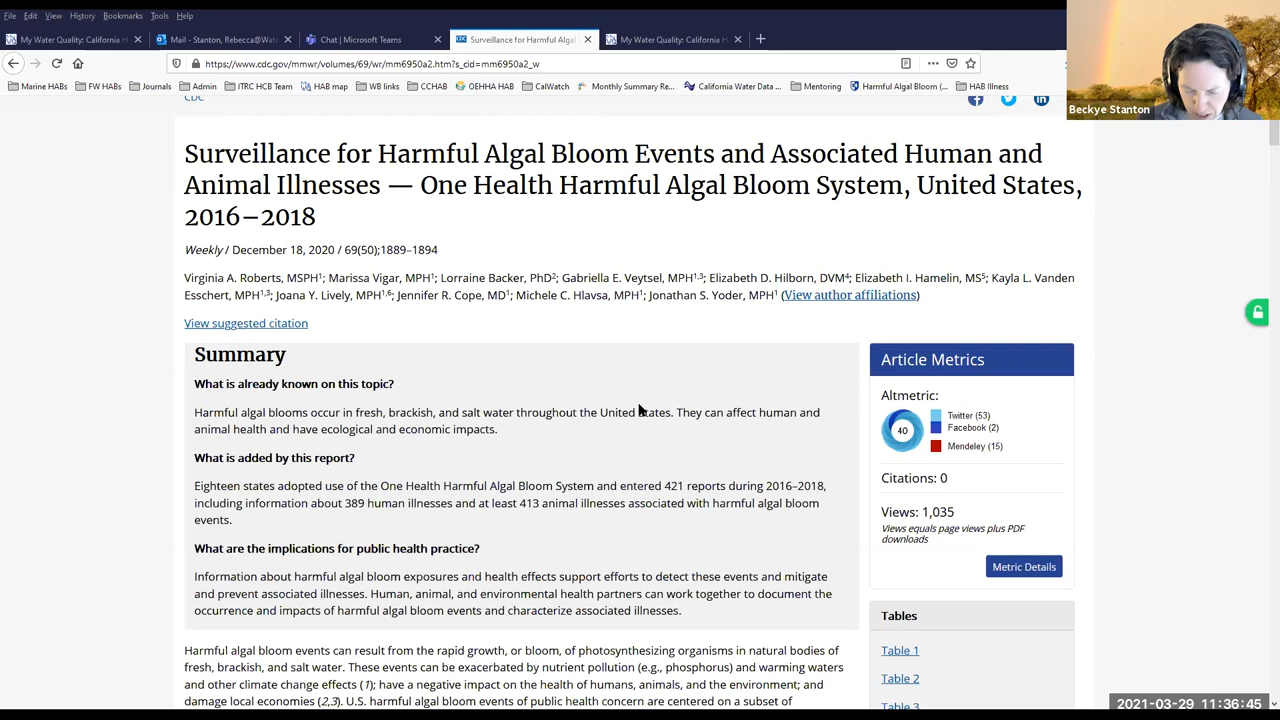 File Edit View History Bookmarks Tools Help
My Water Quality: California H
Mail - Stanton, Rebecca@Wat
Chat | Microsoft Teams
Surveillance for Harmful Algal
My Water Quality: California H
https://www.cdc.gov/mmwr/volumes/69/wr/mm6950a2.htm?s_cid=mm6950a2_w
Marine HABs FW HABs Journals Admin ITRC HCB Team HAB map WB links CCHAB OEHHA HAB CalWatch Monthly Summary Re... California Water Data ... Mentoring Harmful Algal Bloom (... HAB Illness
Beckye Stanton
CDC
Surveillance for Harmful Algal Bloom Events and Associated Human and
Animal Illnesses — One Health Harmful Algal Bloom System, United States,
2016–2018
Weekly / December 18, 2020 / 69(50);1889–1894
Virginia A. Roberts, MSPH1; Marissa Vigar, MPH1; Lorraine Backer, PhD2; Gabriella E. Veytsel, MPH1,3; Elizabeth D. Hilborn, DVM4; Elizabeth I. Hamelin, MS5; Kayla L. Vanden
Esschert, MPH1,3; Joana Y. Lively, MPH1,6; Jennifer R. Cope, MD1; Michele C. Hlavsa, MPH1; Jonathan S. Yoder, MPH1 (View author affiliations)
View suggested citation
Summary
What is already known on this topic?
Harmful algal blooms occur in fresh, brackish, and salt water throughout the United States. They can affect human and
animal health and have ecological and economic impacts.
What is added by this report?
Eighteen states adopted use of the One Health Harmful Algal Bloom System and entered 421 reports during 2016–2018,
including information about 389 human illnesses and at least 413 animal illnesses associated with harmful algal bloom
events.
What are the implications for public health practice?
Information about harmful algal bloom exposures and health effects support efforts to detect these events and mitigate
and prevent associated illnesses. Human, animal, and environmental health partners can work together to document the
occurrence and impacts of harmful algal bloom events and characterize associated illnesses.
Harmful algal bloom events can result from the rapid growth, or bloom, of photosynthesizing organisms in natural bodies of
fresh, brackish, and salt water. These events can be exacerbated by nutrient pollution (e.g., phosphorus) and warming waters
and other climate change effects (1); have a negative impact on the health of humans, animals, and the environment; and
damage local economies (2,3). U.S. harmful algal bloom events of public health concern are centered on a subset of
Article Metrics
Altmetric:
40
Twitter (53)
Facebook (2)
Mendeley (15)
Citations: 0
Views: 1,035
Views equals page views plus PDF
downloads
Metric Details
Tables
Table 1
Table 2
Table 3
2021-03-29 11:36:45